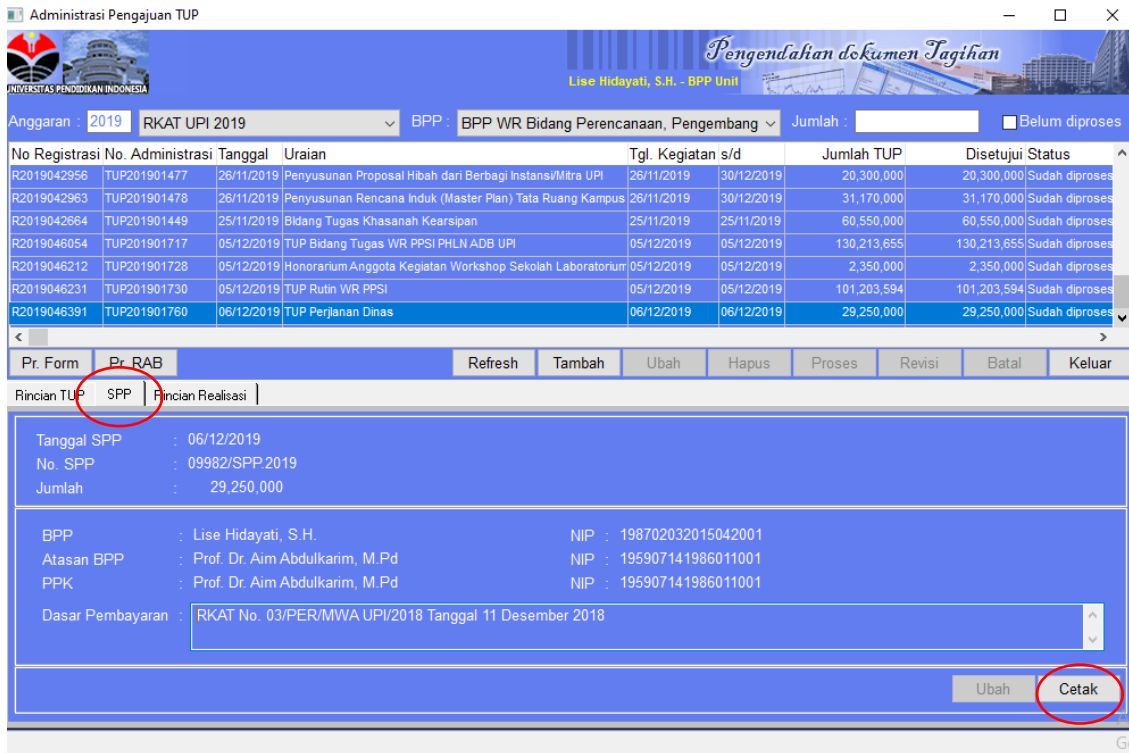 Administrasi Pengajuan TUP
Pengendalian dokumen Tagihan
UNIVERSITAS PENDIDIKAN INDONESIA
Lise Hidayati, S.H. - BPP Unit
Anggaran : 2019 RKAT UPI 2019 BPP : BPP WR Bidang Perencanaan, Pengembang Jumlah : Belum diproses
No Registrasi No. Administrasi Tanggal Uraian Tgl. Kegiatan s/d Jumlah TUP Disetujui Status
R2019042956 TUP201901477 26/11/2019 Penyusunan Proposal Hibah dari Berbagi Instansi/Mitra UPI 26/11/2019 30/12/2019 20,300,000 20,300,000 Sudah diproses
R2019042963 TUP201901478 26/11/2019 Penyusunan Rencana Induk (Master Plan) Tata Ruang Kampus 26/11/2019 30/12/2019 31,170,000 31,170,000 Sudah diproses
R2019042664 TUP201901449 25/11/2019 BIdang Tugas Khasanah Kearsipan 25/11/2019 25/11/2019 60,550,000 60,550,000 Sudah diproses
R2019046054 TUP201901717 05/12/2019 TUP Bidang Tugas WR PPSI PHLN ADB UPI 05/12/2019 05/12/2019 130,213,655 130,213,655 Sudah diproses
R2019046212 TUP201901728 05/12/2019 Honorarium Anggota Kegiatan Workshop Sekolah Laboratorium 05/12/2019 05/12/2019 2,350,000 2,350,000 Sudah diproses
R2019046231 TUP201901730 05/12/2019 TUP Rutin WR PPSI 05/12/2019 05/12/2019 101,203,594 101,203,594 Sudah diproses
R2019046391 TUP201901760 06/12/2019 TUP Perjlanan Dinas 06/12/2019 06/12/2019 29,250,000 29,250,000 Sudah diproses
Pr. Form Pr. RAB Refresh Tambah Ubah Hapus Proses Revisi Batal Keluar
Rincian TUP SPP Rincian Realisasi
Tanggal SPP : 06/12/2019
No. SPP : 09982/SPP.2019
Jumlah : 29,250,000
BPP : Lise Hidayati, S.H. NIP : 198702032015042001
Atasan BPP : Prof. Dr. Aim Abdulkarim, M.Pd NIP : 195907141986011001
PPK : Prof. Dr. Aim Abdulkarim, M.Pd NIP : 195907141986011001
Dasar Pembayaran : RKAT No. 03/PER/MWA UPI/2018 Tanggal 11 Desember 2018
Ubah Cetak